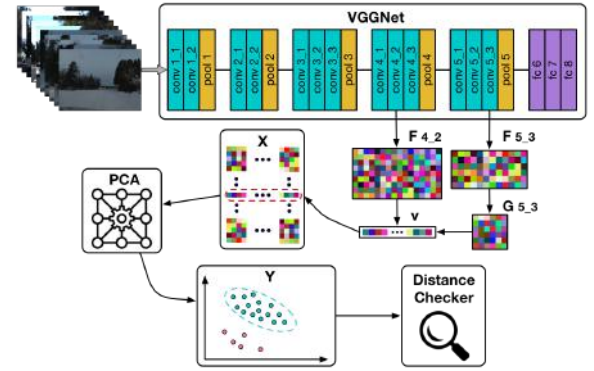 VGGNet
conv 1_1
conv 1_2
pool 1
conv 2_1
conv 2_2
pool 2
conv 3_1
conv 3_2
conv 3_3
pool 3
conv 4_1
conv 4_2
conv 4_3
pool 4
conv 5_1
conv 5_2
conv 5_3
pool 5
fc 6
fc 7
fc 8
F 4_2
F 5_3
X
PCA
v
G 5_3
Y
Distance
Checker